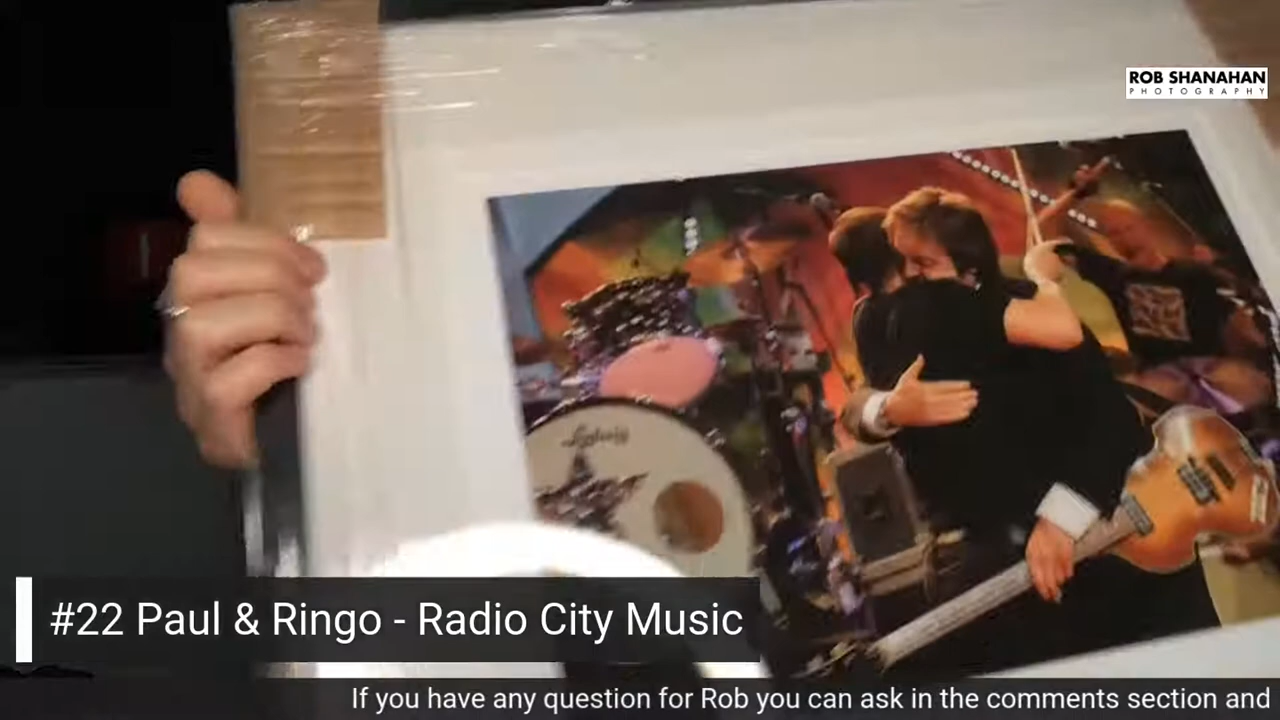 ROB SHANAHAN
PHOTOGRAPHY
Ludwig
#22 Paul & Ringo - Radio City Music
If you have any question for Rob you can ask in the comments section and